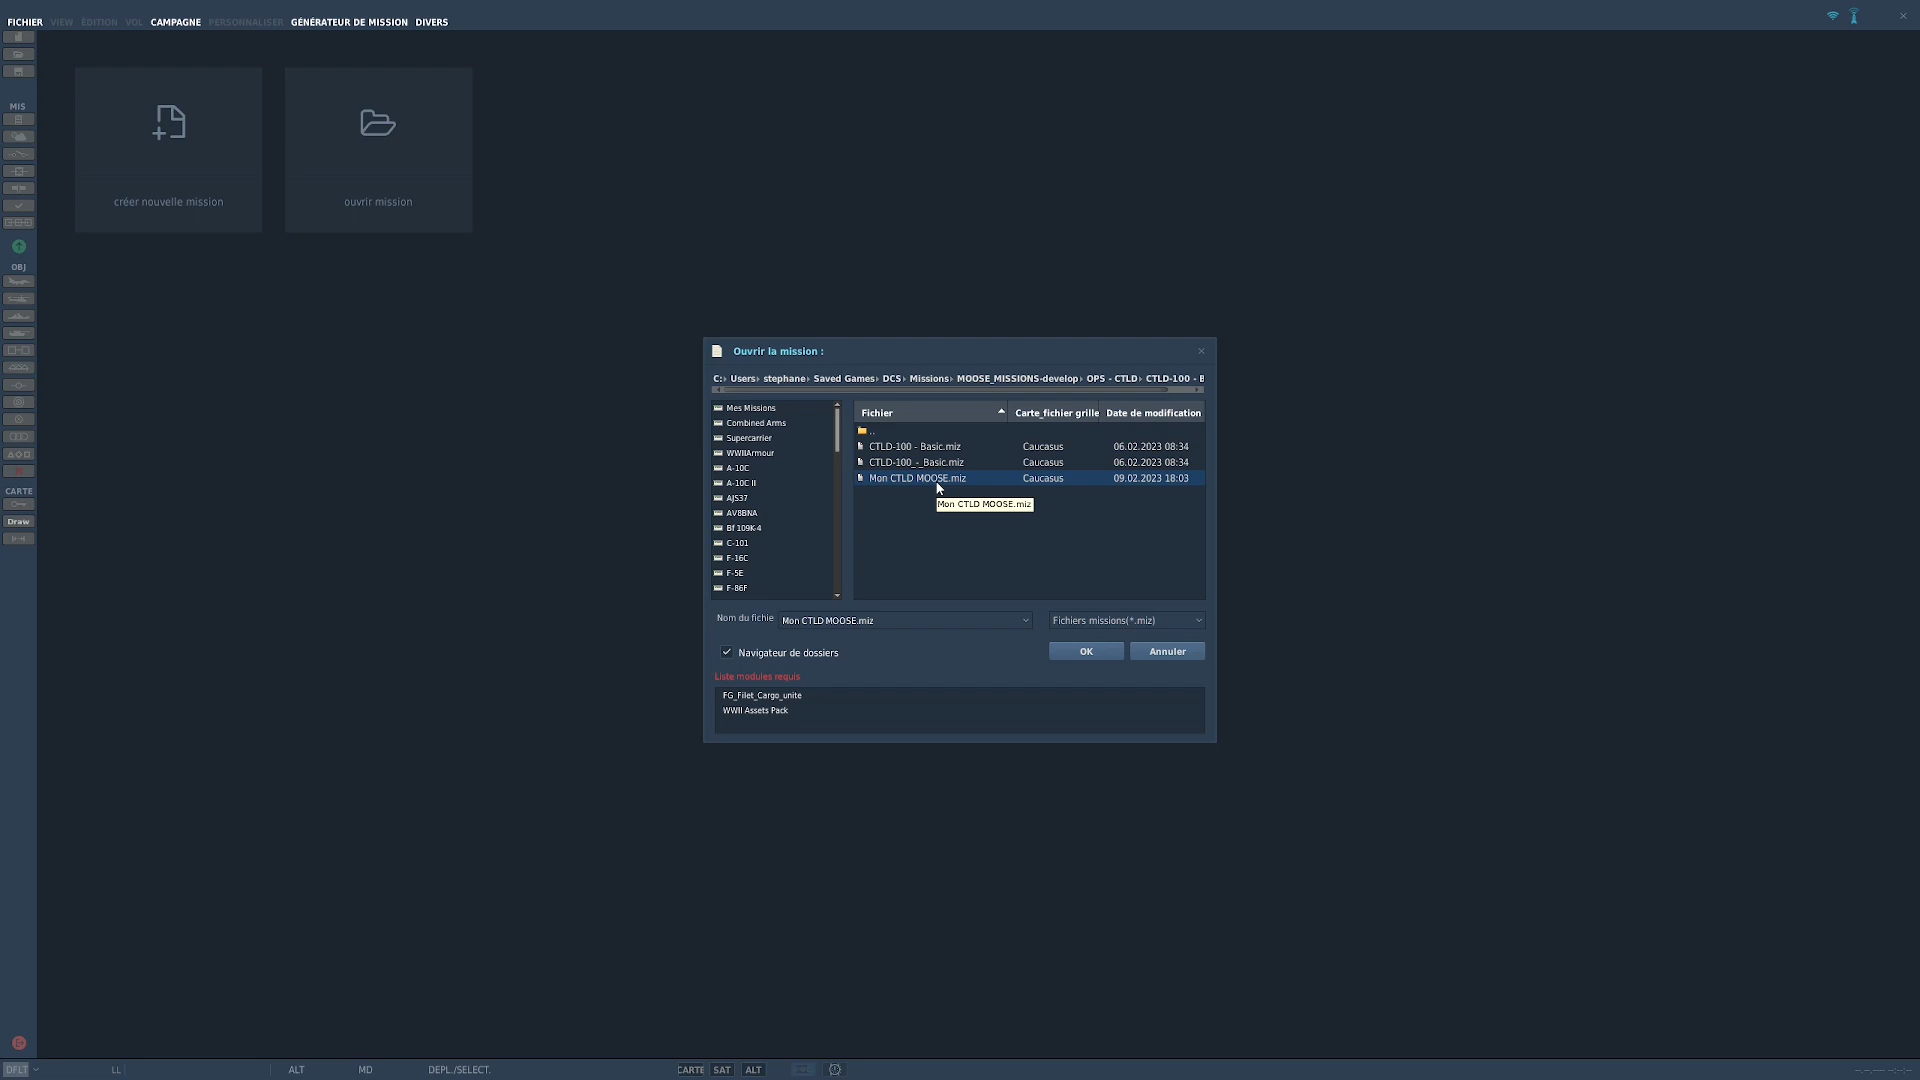 FICHIER VIEW ÉDITION VOL CAMPAGNE PERSONNALISER GÉNÉRATEUR DE MISSION DIVERS
créer nouvelle mission
ouvrir mission
MIS
OBJ
CARTE
Draw
Ouvrir la mission :
C: Users stephane Saved Games DCS Missions MOOSE_MISSIONS-develop OPS - CTLD CTLD-100 - B
Mes Missions
Combined Arms
Supercarrier
WWIIArmour
A-10C
A-10C II
AJS37
AV8BNA
Bf 109K-4
C-101
F-16C
F-5E
F-86F
Fichier Carte_fichier grille Date de modification
..
CTLD-100 - Basic.miz Caucasus 06.02.2023 08:34
CTLD-100_-_Basic.miz Caucasus 06.02.2023 08:34
Mon CTLD MOOSE.miz Caucasus 09.02.2023 18:03
Mon CTLD MOOSE.miz
Nom du fichie Mon CTLD MOOSE.miz Fichiers missions(*.miz)
Navigateur de dossiers OK Annuler
Liste modules requis
FG_Filet_Cargo_unite
WWII Assets Pack
DFLT LL ALT MD DEPL./SELECT. CARTE SAT ALT